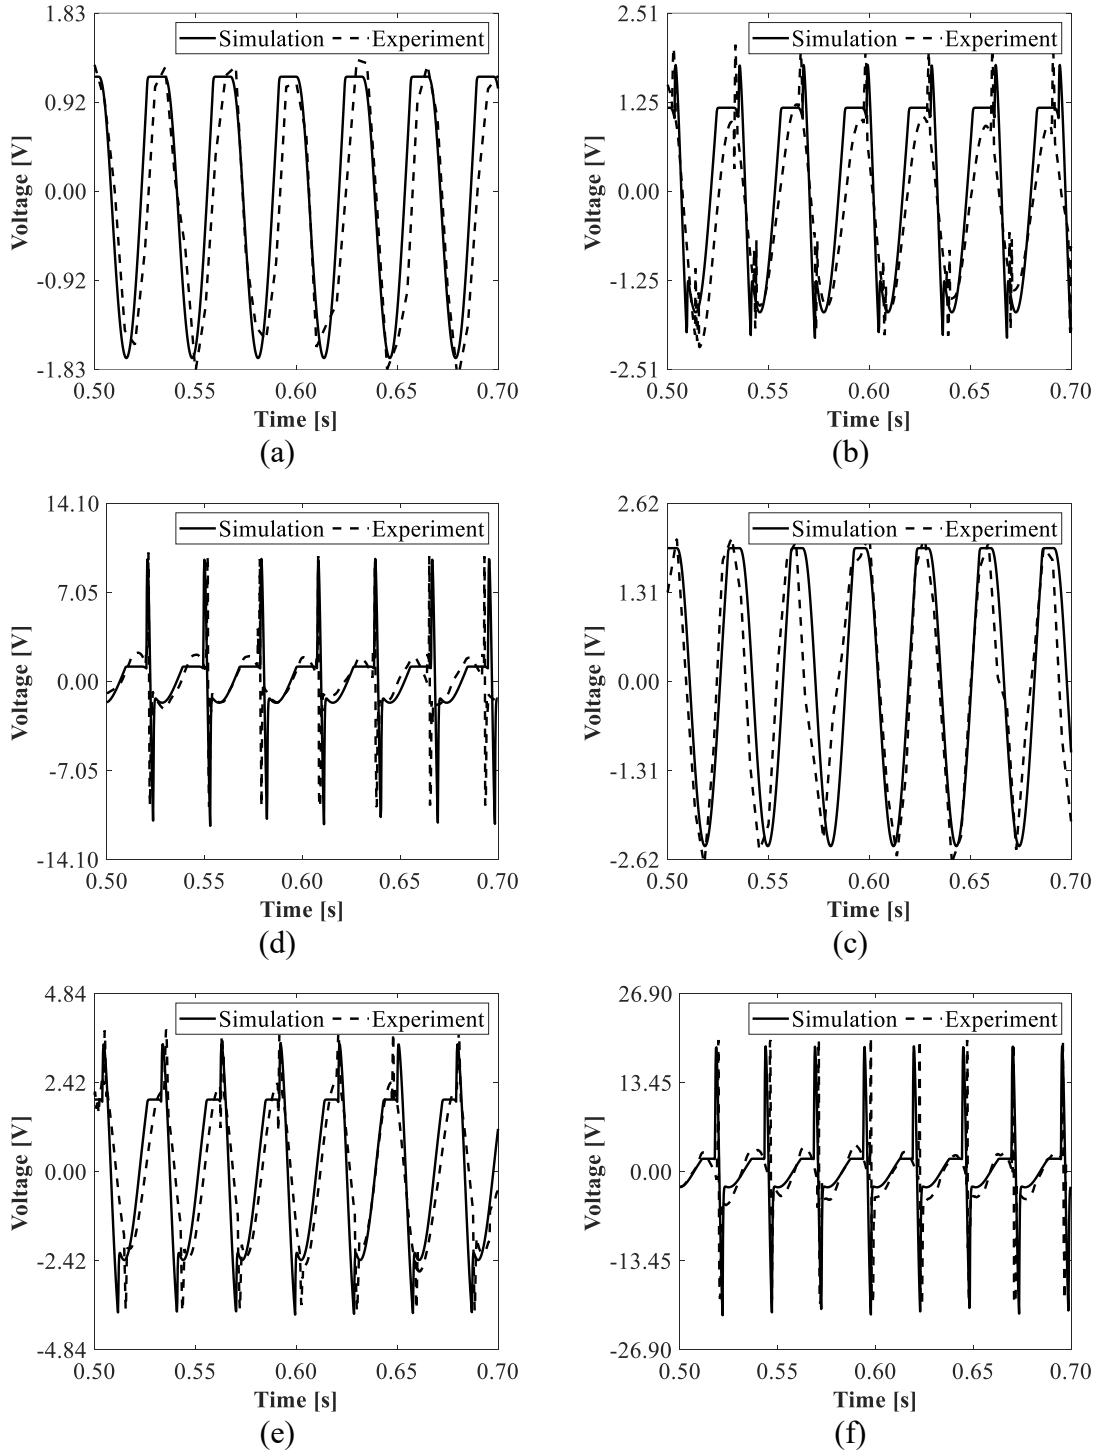 1.83
0.92
0.00
-0.92
-1.83
Voltage [V]
Simulation Experiment
0.50 0.55 0.60 0.65 0.70
Time [s]
(a)
2.51
1.25
0.00
-1.25
-2.51
Voltage [V]
Simulation Experiment
0.50 0.55 0.60 0.65 0.70
Time [s]
(b)
14.10
7.05
0.00
-7.05
-14.10
Voltage [V]
Simulation Experiment
0.50 0.55 0.60 0.65 0.70
Time [s]
(d)
2.62
1.31
0.00
-1.31
-2.62
Voltage [V]
Simulation Experiment
0.50 0.55 0.60 0.65 0.70
Time [s]
(c)
4.84
2.42
0.00
-2.42
-4.84
Voltage [V]
Simulation Experiment
0.50 0.55 0.60 0.65 0.70
Time [s]
(e)
26.90
13.45
0.00
-13.45
-26.90
Voltage [V]
Simulation Experiment
0.50 0.55 0.60 0.65 0.70
Time [s]
(f)